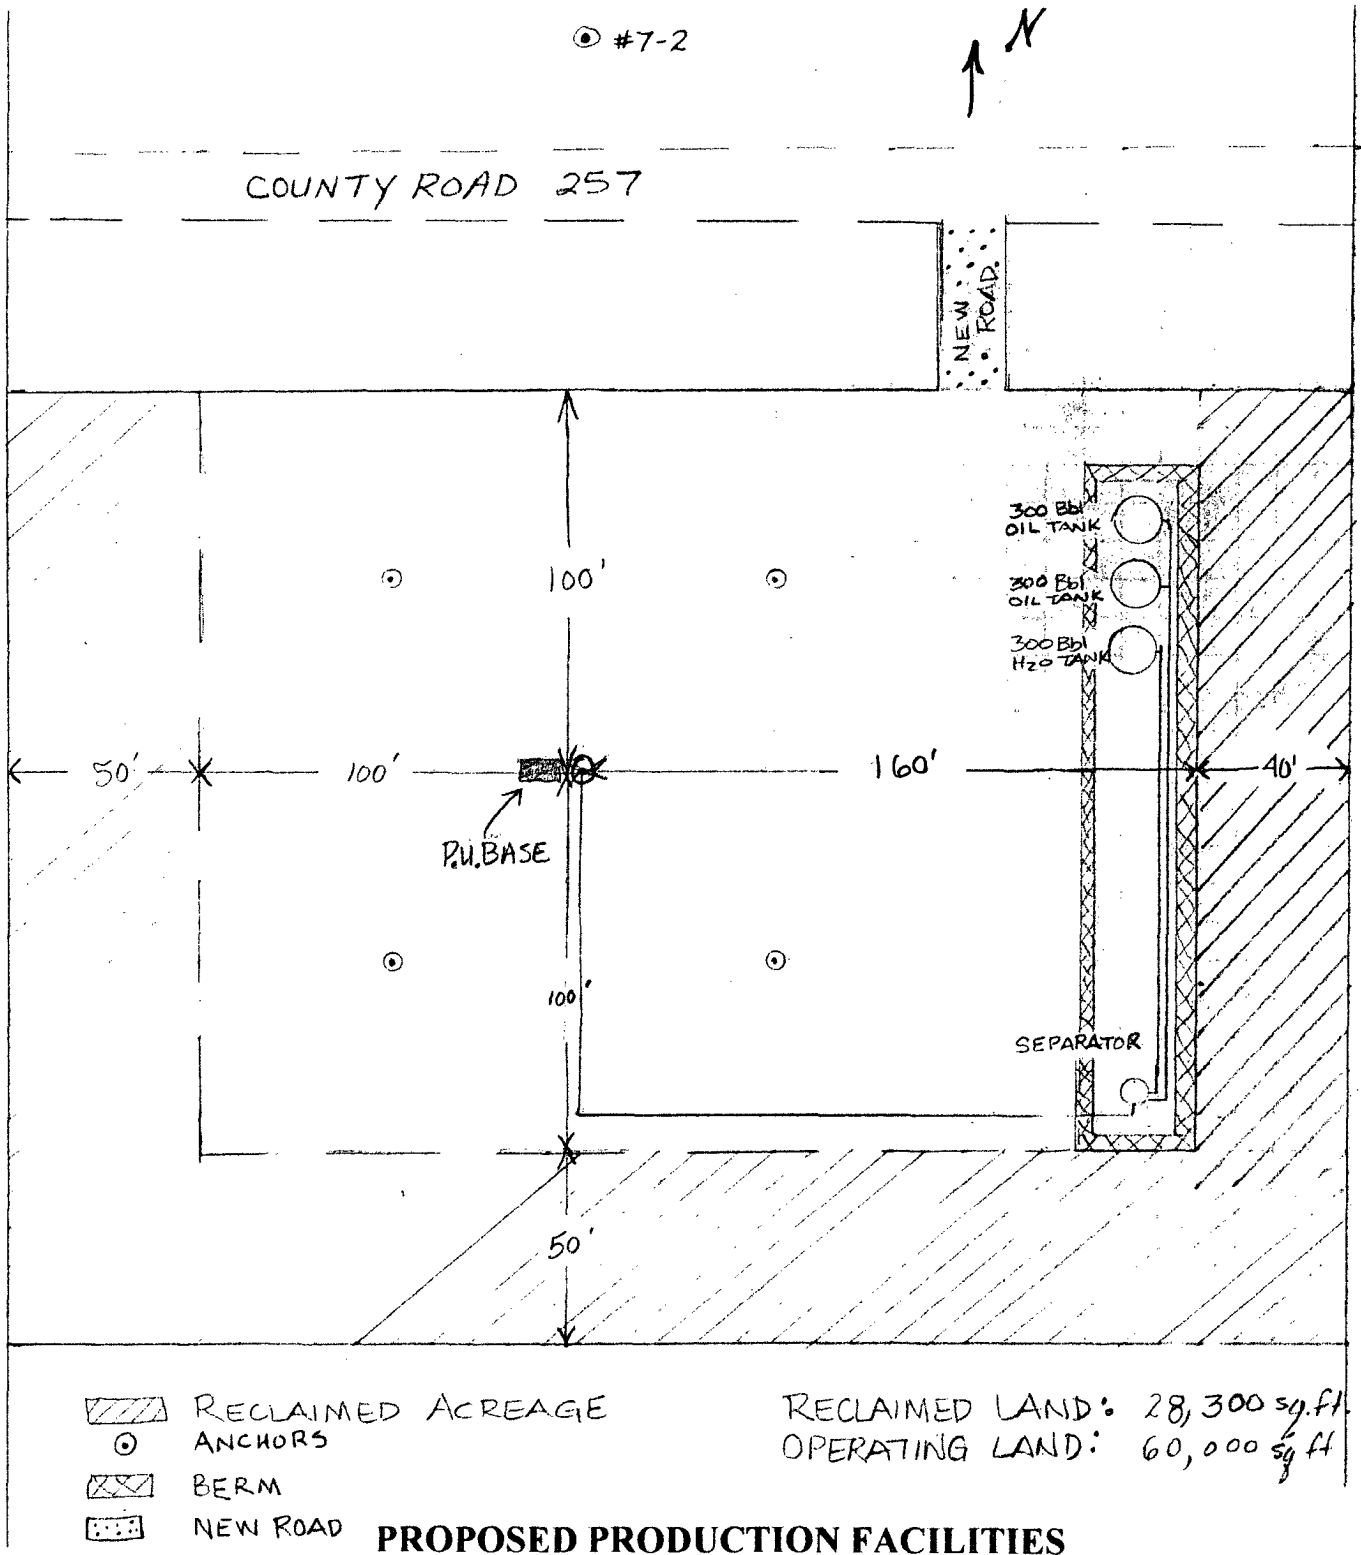 #7-2
N
COUNTY ROAD 257
NEW
ROAD
300 Bbl
OIL TANK
100'
300 Bbl
OIL TANK
300 Bbl
H2O TANK
50'
100'
160'
40'
P.U. BASE
100'
SEPARATOR
50'
RECLAIMED ACREAGE
ANCHORS
BERM
NEW ROAD
RECLAIMED LAND: 28,300 sq.ft.
OPERATING LAND: 60,000 sq ft
PROPOSED PRODUCTION FACILITIES